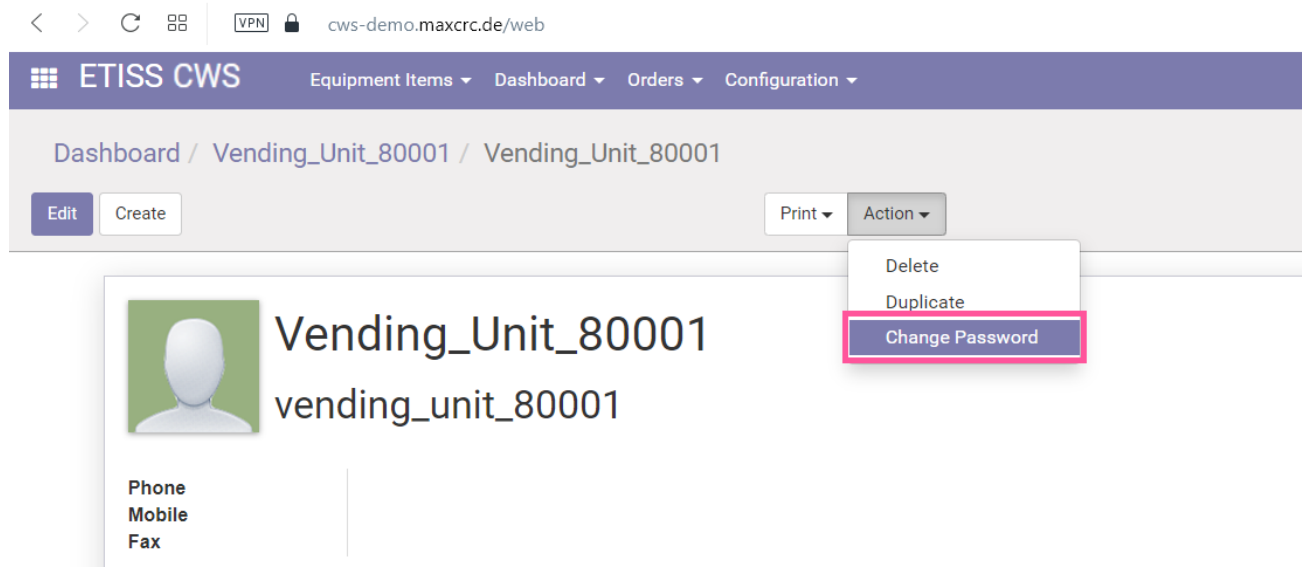 VPN cws-demo.maxcrc.de/web
ETISS CWS Equipment Items Dashboard Orders Configuration
Dashboard / Vending_Unit_80001 / Vending_Unit_80001
Edit Create Print Action
Delete
Duplicate
Change Password
Vending_Unit_80001
vending_unit_80001
Phone
Mobile
Fax